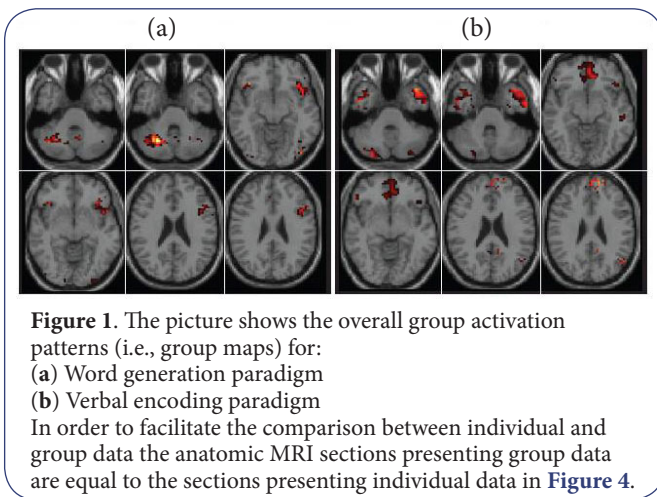 (a) (b)
Figure 1. The picture shows the overall group activation
patterns (i.e., group maps) for:
(a) Word generation paradigm
(b) Verbal encoding paradigm
In order to facilitate the comparison between individual and
group data the anatomic MRI sections presenting group data
are equal to the sections presenting individual data in Figure 4.